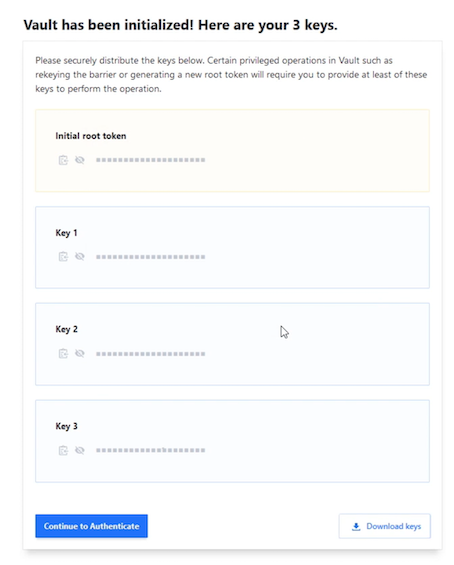 Vault has been initialized! Here are your 3 keys.
Please securely distribute the keys below. Certain privileged operations in Vault such as
rekeying the barrier or generating a new root token will require you to provide at least of these
keys to perform the operation.
Initial root token
Key 1
Key 2
Key 3
Continue to Authenticate
Download keys